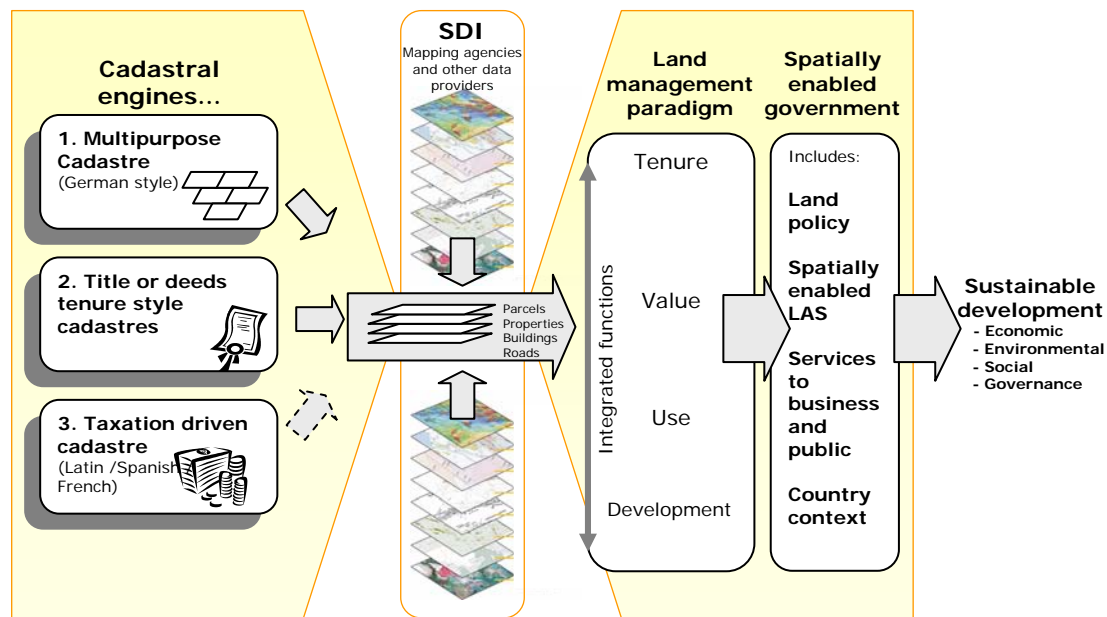 Cadastral
engines...
1. Multipurpose
Cadastre
(German style)
2. Title or deeds
tenure style
cadastres
3. Taxation driven
cadastre
(Latin /Spanish /
French)
SDI
Mapping agencies
and other data
providers
Parcels
Properties
Buildings
Roads
Land
management
paradigm
Integrated functions
Tenure
Value
Use
Development
Spatially
enabled
government
Includes:
Land
policy
Spatially
enabled
LAS
Services
to
business
and
public
Country
context
Sustainable
development
- Economic
- Environmental
- Social
- Governance